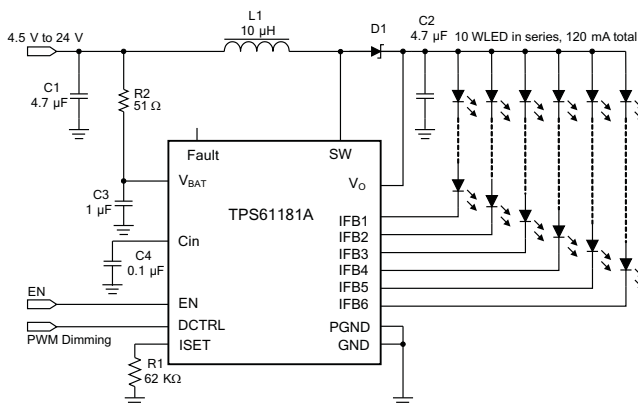 L1
10 µH
4.5 V to 24 V
D1
C2
4.7 µF
10 WLED in series, 120 mA total
C1
4.7 µF
R2
51 Ω
Fault
SW
C3
1 µF
VBAT
VO
TPS61181A
IFB1
IFB2
IFB3
IFB4
IFB5
IFB6
Cin
C4
0.1 µF
EN
EN
DCTRL
PWM Dimming
PGND
GND
ISET
R1
62 KΩ